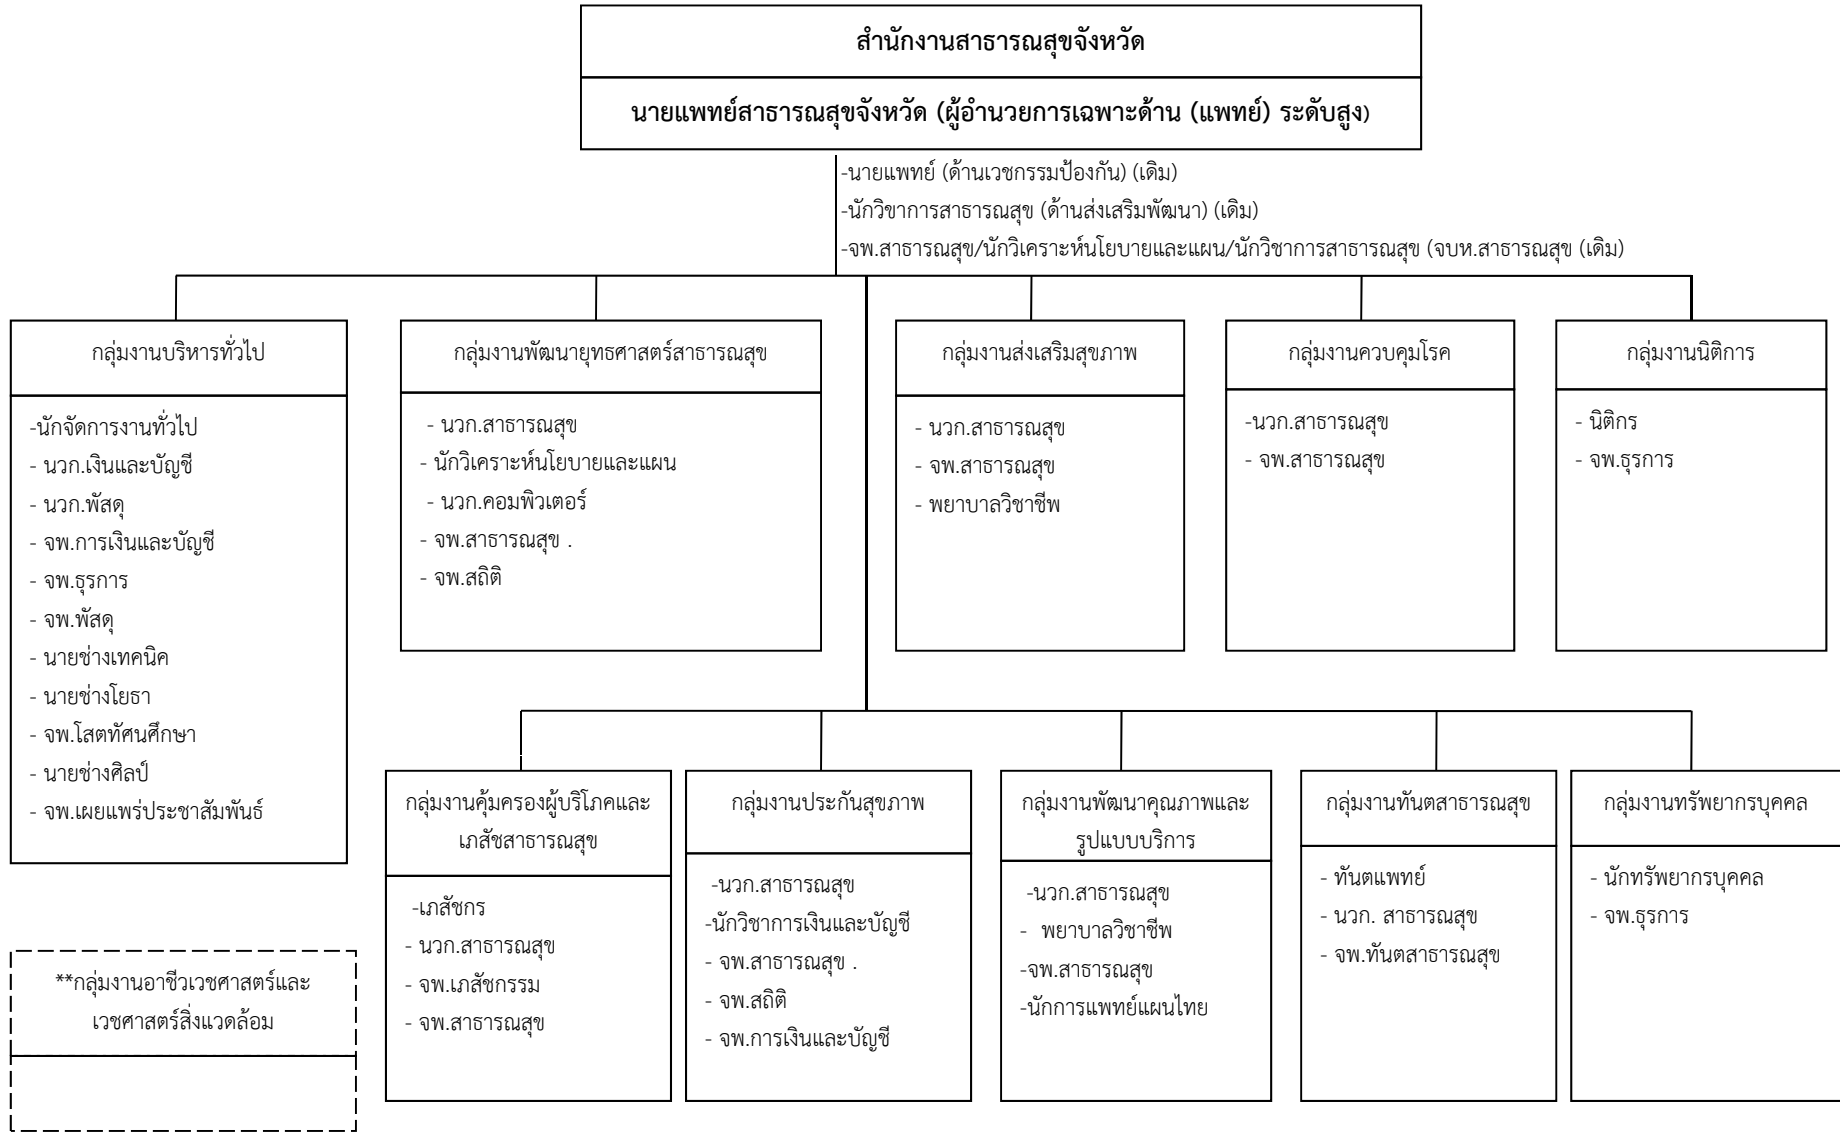 สำนักงานสาธารณสุขจังหวัด
นายแพทย์สาธารณสุขจังหวัด (ผู้อำนวยการเฉพาะด้าน (แพทย์) ระดับสูง)
-นายแพทย์ (ด้านเวชกรรมป้องกัน) (เดิม)
-นักวิขาการสาธารณสุข (ด้านส่งเสริมพัฒนา) (เดิม)
-จพ.สาธารณสุข/นักวิเคราะห์นโยบายและแผน/นักวิชาการสาธารณสุข (จบห.สาธารณสุข (เดิม)
กลุ่มงานบริหารทั่วไป
-นักจัดการงานทั่วไป
- นวก.เงินและบัญชี
- นวก.พัสดุ
- จพ.การเงินและบัญชี
- จพ.ธุรการ
- จพ.พัสดุ
- นายช่างเทคนิค
- นายช่างโยธา
- จพ.โสตทัศนศึกษา
- นายช่างศิลป์
- จพ.เผยแพร่ประชาสัมพันธ์
กลุ่มงานพัฒนายุทธศาสตร์สาธารณสุข
- นวก.สาธารณสุข
- นักวิเคราะห์นโยบายและแผน
- นวก.คอมพิวเตอร์
- จพ.สาธารณสุข .
- จพ.สถิติ
กลุ่มงานส่งเสริมสุขภาพ
- นวก.สาธารณสุข
- จพ.สาธารณสุข
- พยาบาลวิชาชีพ
กลุ่มงานควบคุมโรค
-นวก.สาธารณสุข
- จพ.สาธารณสุข
กลุ่มงานนิติการ
- นิติกร
- จพ.ธุรการ
กลุ่มงานคุ้มครองผู้บริโภคและ
เภสัชสาธารณสุข
-เภสัชกร
- นวก.สาธารณสุข
- จพ.เภสัชกรรม
- จพ.สาธารณสุข
กลุ่มงานประกันสุขภาพ
-นวก.สาธารณสุข
-นักวิชาการเงินและบัญชี
- จพ.สาธารณสุข .
- จพ.สถิติ
- จพ.การเงินและบัญชี
กลุ่มงานพัฒนาคุณภาพและ
รูปแบบบริการ
-นวก.สาธารณสุข
- พยาบาลวิชาชีพ
-จพ.สาธารณสุข
-นักการแพทย์แผนไทย
กลุ่มงานทันตสาธารณสุข
- ทันตแพทย์
- นวก. สาธารณสุข
- จพ.ทันตสาธารณสุข
กลุ่มงานทรัพยากรบุคคล
- นักทรัพยากรบุคคล
- จพ.ธุรการ
**กลุ่มงานอาชีวเวชศาสตร์และ
เวชศาสตร์สิ่งแวดล้อม